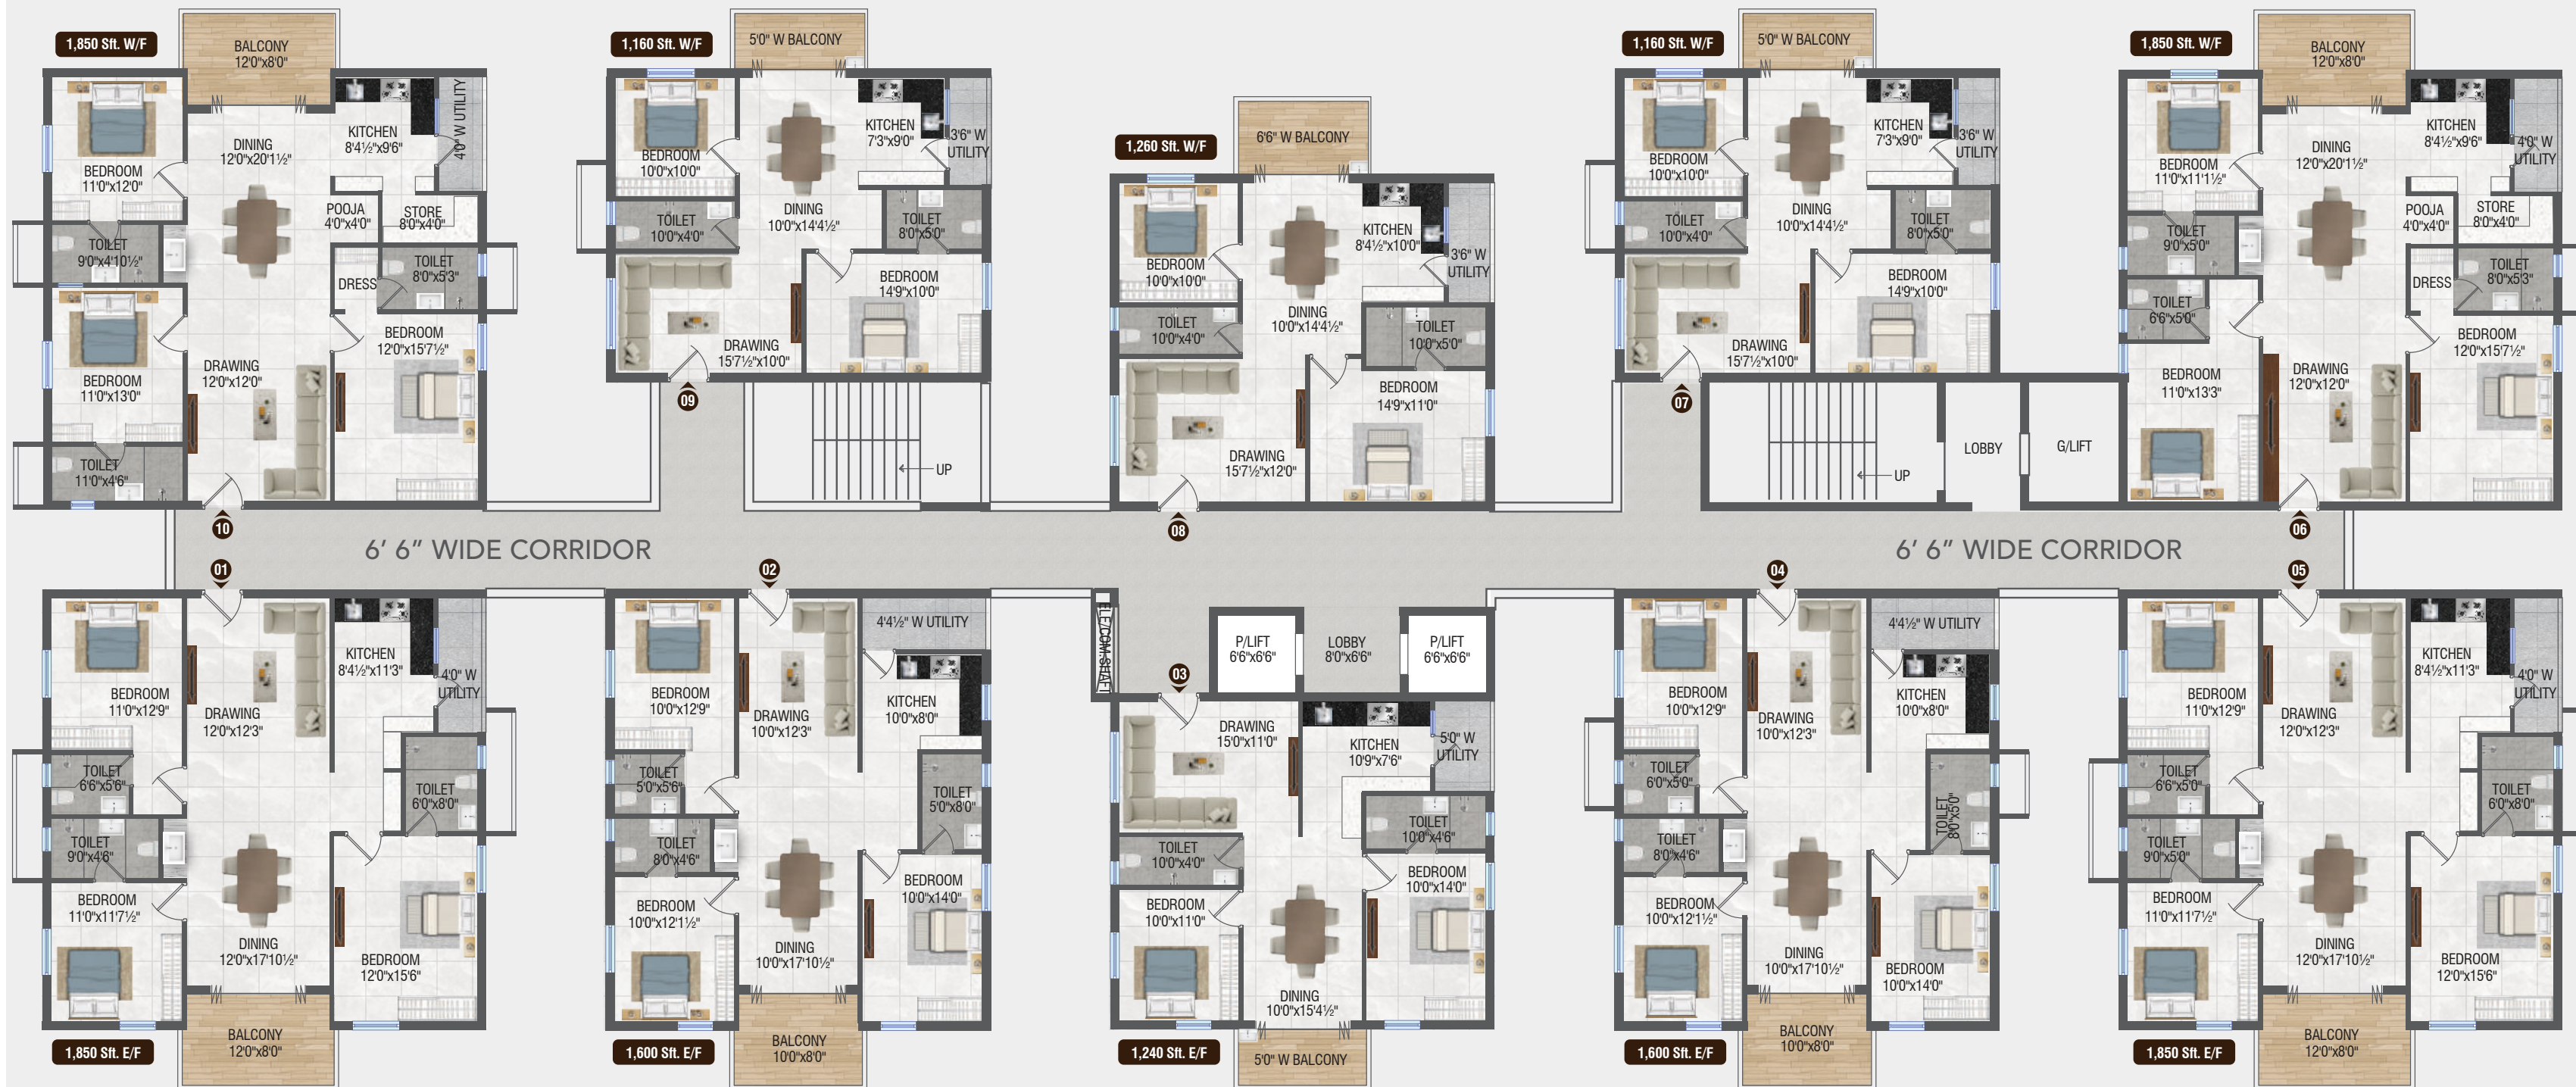 1,850 Sft. W/F
BALCONY
12'0"x8'0"
BEDROOM
11'0"x12'0"
DINING
12'0"x20'1½"
KITCHEN
8'4½"x9'6"
4'0" W UTILITY
POOJA
4'0"x4'0"
STORE
8'0"x4'0"
TOILET
9'0"x4'10½"
DRESS
TOILET
8'0"x5'3"
BEDROOM
11'0"x13'0"
DRAWING
12'0"x12'0"
BEDROOM
12'0"x15'7½"
TOILET
11'0"x4'6"
10
1,160 Sft. W/F
5'0" W BALCONY
BEDROOM
10'0"x10'0"
KITCHEN
7'3"x9'0"
3'6" W
UTILITY
TOILET
10'0"x4'0"
DINING
10'0"x14'4½"
TOILET
8'0"x5'0"
BEDROOM
14'9"x10'0"
DRAWING
15'7½"x10'0"
09
UP
1,260 Sft. W/F
6'6" W BALCONY
BEDROOM
10'0"x10'0"
KITCHEN
8'4½"x10'0"
3'6" W
UTILITY
TOILET
10'0"x4'0"
DINING
10'0"x14'4½"
TOILET
10'0"x5'0"
BEDROOM
14'9"x11'0"
DRAWING
15'7½"x12'0"
08
1,160 Sft. W/F
5'0" W BALCONY
BEDROOM
10'0"x10'0"
KITCHEN
7'3"x9'0"
3'6" W
UTILITY
TOILET
10'0"x4'0"
DINING
10'0"x14'4½"
TOILET
8'0"x5'0"
BEDROOM
14'9"x10'0"
DRAWING
15'7½"x10'0"
07
UP
LOBBY
G/LIFT
1,850 Sft. W/F
BALCONY
12'0"x8'0"
BEDROOM
11'0"x11'1½"
DINING
12'0"x20'1½"
KITCHEN
8'4½"x9'6"
4'0" W
UTILITY
POOJA
4'0"x4'0"
STORE
8'0"x4'0"
TOILET
9'0"x5'0"
TOILET
6'6"x5'0"
DRESS
TOILET
8'0"x5'3"
BEDROOM
11'0"x13'3"
DRAWING
12'0"x12'0"
BEDROOM
12'0"x15'7½"
06
6' 6" WIDE CORRIDOR
6' 6" WIDE CORRIDOR
01
BEDROOM
11'0"x12'9"
DRAWING
12'0"x12'3"
KITCHEN
8'4½"x11'3"
4'0" W
UTILITY
TOILET
6'6"x5'6"
TOILET
6'0"x8'0"
TOILET
9'0"x4'6"
BEDROOM
11'0"x11'7½"
DINING
12'0"x17'10½"
BEDROOM
12'0"x15'6"
BALCONY
12'0"x8'0"
1,850 Sft. E/F
02
4'4½" W UTILITY
BEDROOM
10'0"x12'9"
DRAWING
10'0"x12'3"
KITCHEN
10'0"x8'0"
TOILET
5'0"x5'6"
TOILET
5'0"x8'0"
TOILET
8'0"x4'6"
BEDROOM
10'0"x12'1½"
DINING
10'0"x17'10½"
BEDROOM
10'0"x14'0"
BALCONY
10'0"x8'0"
1,600 Sft. E/F
ELE/COM.SHAFT
P/LIFT
6'6"x6'6"
LOBBY
8'0"x6'6"
P/LIFT
6'6"x6'6"
03
DRAWING
15'0"x11'0"
KITCHEN
10'9"x7'6"
5'0" W
UTILITY
TOILET
10'0"x4'6"
TOILET
10'0"x4'0"
BEDROOM
10'0"x11'0"
BEDROOM
10'0"x14'0"
DINING
10'0"x15'4½"
5'0" W BALCONY
1,240 Sft. E/F
04
4'4½" W UTILITY
BEDROOM
10'0"x12'9"
DRAWING
10'0"x12'3"
KITCHEN
10'0"x8'0"
TOILET
6'0"x5'0"
TOILET
8'0"x5'0"
TOILET
8'0"x4'6"
BEDROOM
10'0"x12'1½"
DINING
10'0"x17'10½"
BEDROOM
10'0"x14'0"
BALCONY
10'0"x8'0"
1,600 Sft. E/F
05
BEDROOM
11'0"x12'9"
DRAWING
12'0"x12'3"
KITCHEN
8'4½"x11'3"
4'0" W
UTILITY
TOILET
6'6"x5'0"
TOILET
6'0"x8'0"
TOILET
9'0"x5'0"
BEDROOM
11'0"x11'7½"
DINING
12'0"x17'10½"
BEDROOM
12'0"x15'6"
BALCONY
12'0"x8'0"
1,850 Sft. E/F